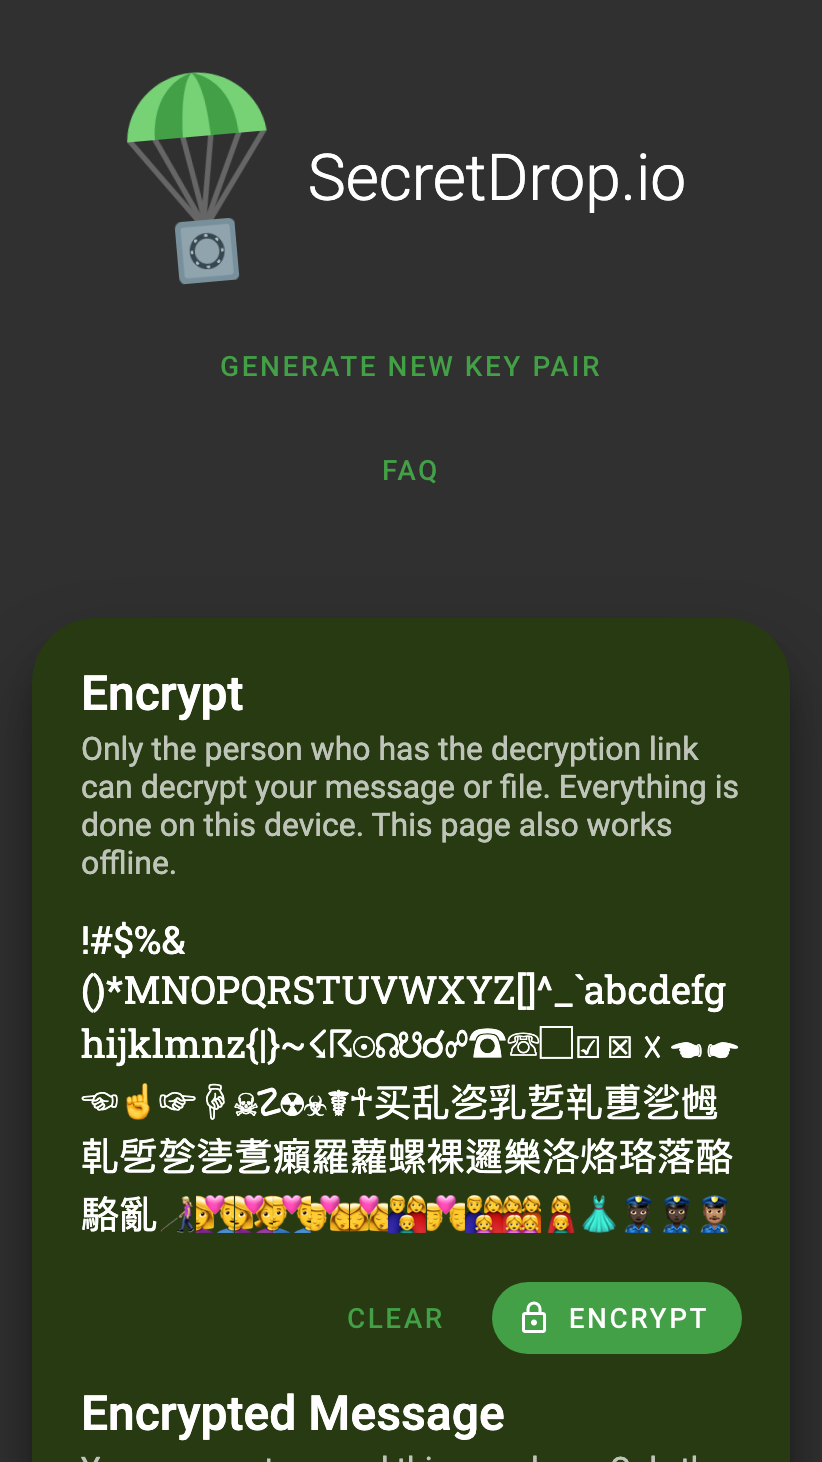 SecretDrop.io
GENERATE NEW KEY PAIR
FAQ
Encrypt
Only the person who has the decryption link
can decrypt your message or file. Everything is
done on this device. This page also works
offline.
!#$%&
()*MNOPQRSTUVWXYZ[]^_`abcdefg
hijklmnz{|}~☇☈☉☊☋☌☍☎☏☐☑☒☓☚☛
☜☝☞☟☠☡☢☣☤☥买乱乲乳乴乵乶乷乸
乹乺乻乼乽癩羅蘿螺裸邏樂洛烙珞落酪
駱亂
CLEAR
ENCRYPT
Encrypted Message